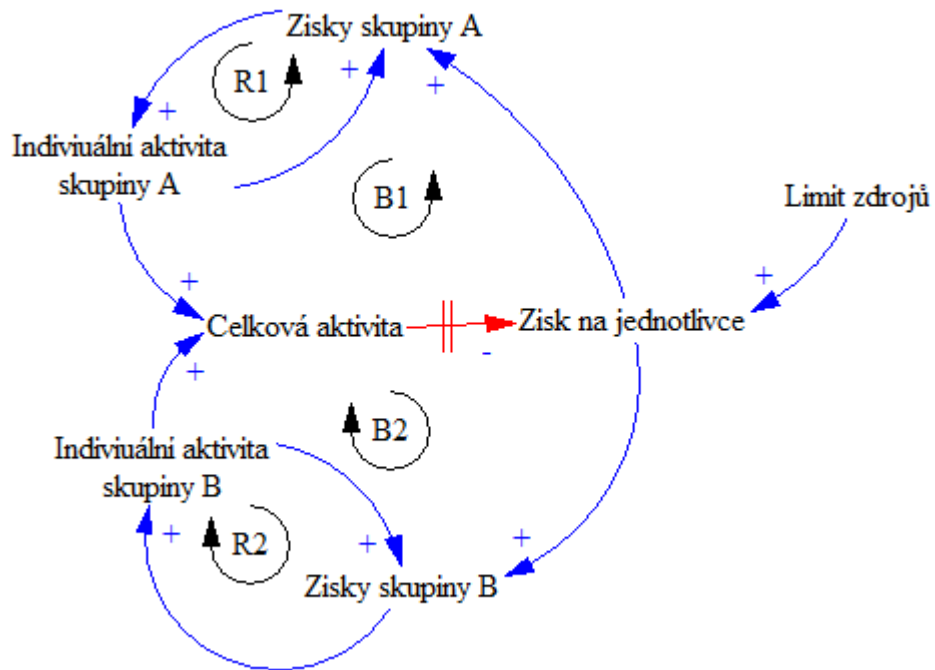 Zisky skupiny A
R1
+
+
+
Indiviuální aktivita
skupiny A
B1
Limit zdrojů
+
+
Celková aktivita
Zisk na jednotlivce
-
+
B2
Indiviuální aktivita
skupiny B
+
R2
+
+
Zisky skupiny B